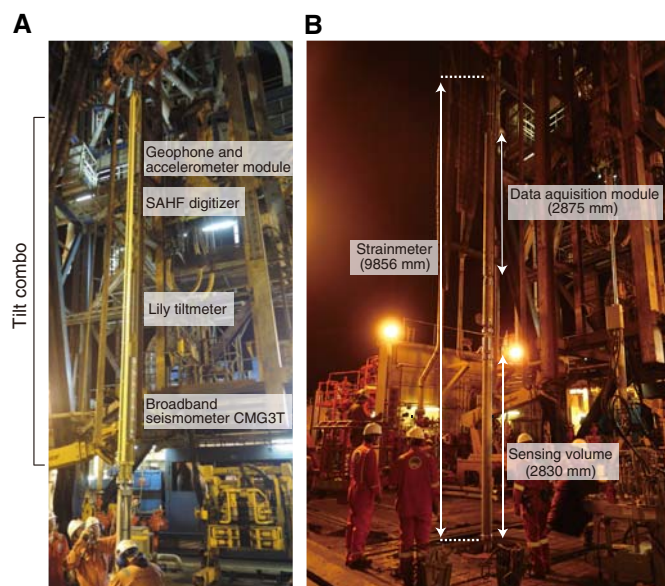 A
B
Tilt combo
Geophone and
accelerometer module
SAHF digitizer
Lily tiltmeter
Broadband
seismometer CMG3T
Strainmeter
(9856 mm)
Data aquisition module
(2875 mm)
Sensing volume
(2830 mm)